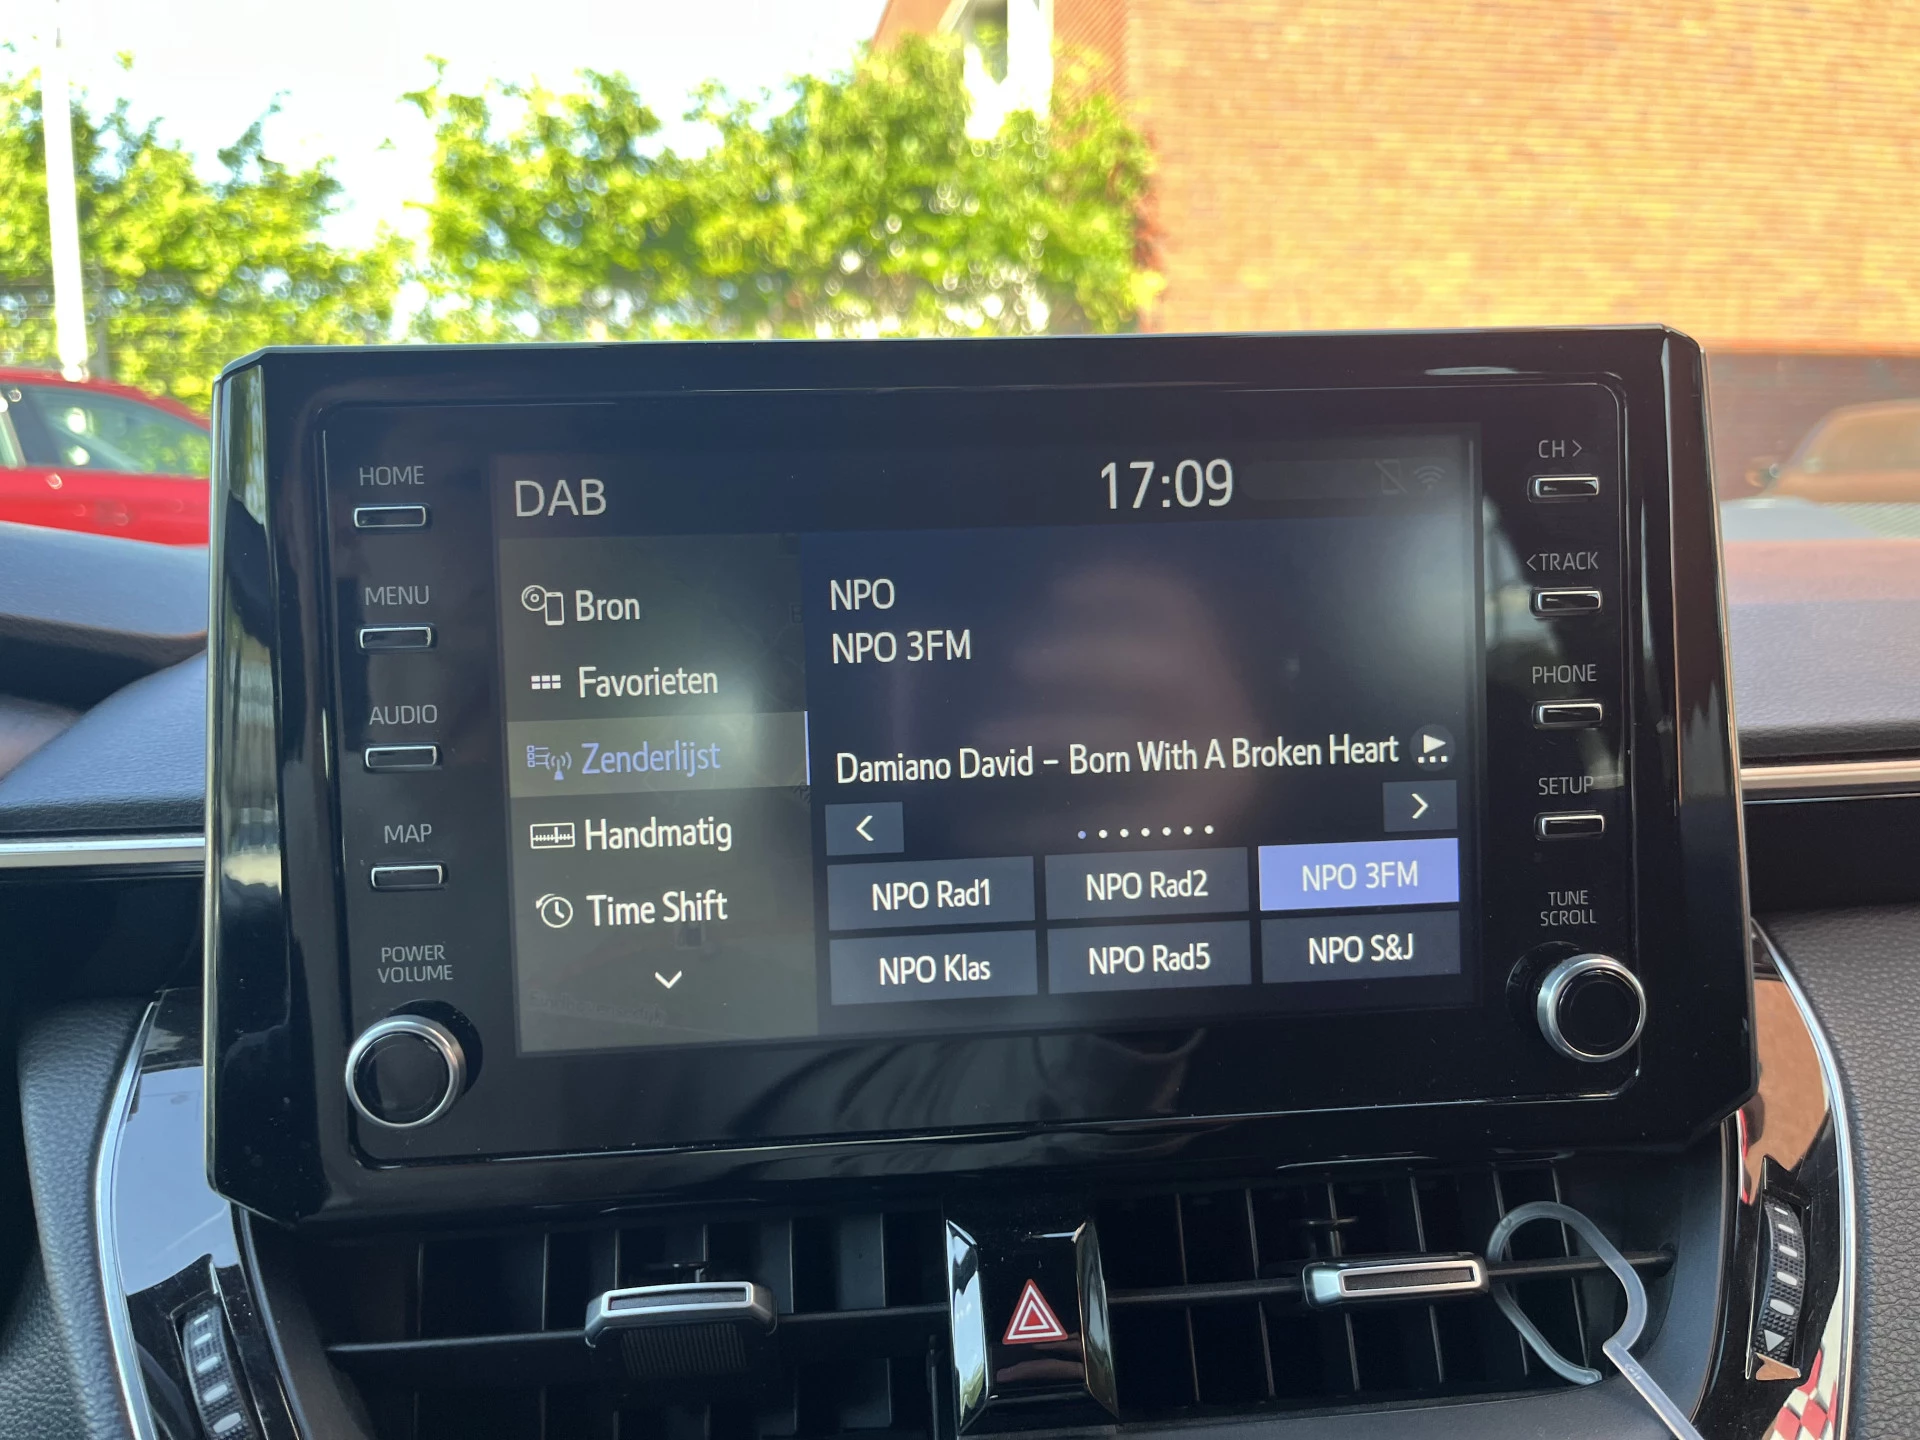 HOME
MENU
AUDIO
MAP
POWER
VOLUME
DAB
17:09
Bron
Favorieten
Zenderlijst
Handmatig
Time Shift
NPO
NPO 3FM
Damiano David – Born With A Broken Heart
NPO Rad1
NPO Rad2
NPO 3FM
NPO Klas
NPO Rad5
NPO S&J
CH >
< TRACK
PHONE
SETUP
TUNE
SCROLL